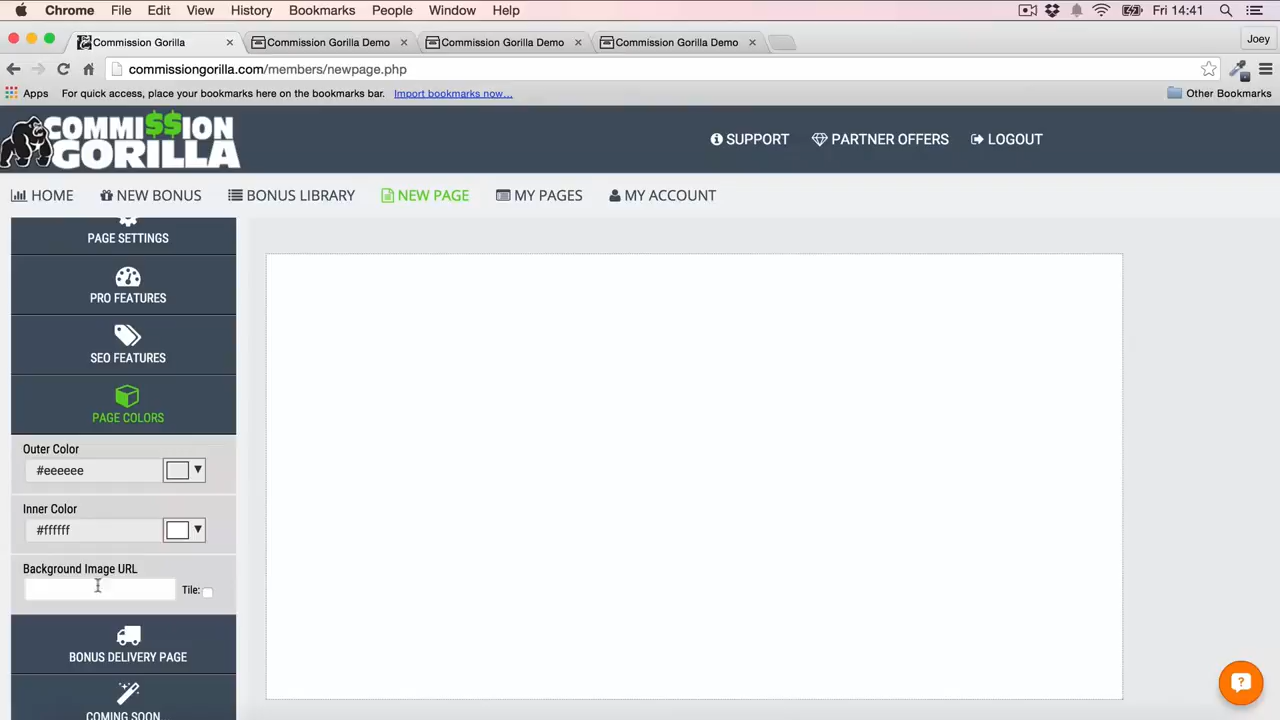 Chrome File Edit View History Bookmarks People Window Help Fri 14:41
Commission Gorilla Commission Gorilla Demo Commission Gorilla Demo Commission Gorilla Demo Joey
commissiongorilla.com/members/newpage.php
Apps For quick access, place your bookmarks here on the bookmarks bar. Import bookmarks now... Other Bookmarks
COMMI$$ION
GORILLA
SUPPORT PARTNER OFFERS LOGOUT
HOME NEW BONUS BONUS LIBRARY NEW PAGE MY PAGES MY ACCOUNT
PAGE SETTINGS
PRO FEATURES
SEO FEATURES
PAGE COLORS
Outer Color
#eeeeee
Inner Color
#ffffff
Background Image URL
Tile:
BONUS DELIVERY PAGE
COMING SOON...